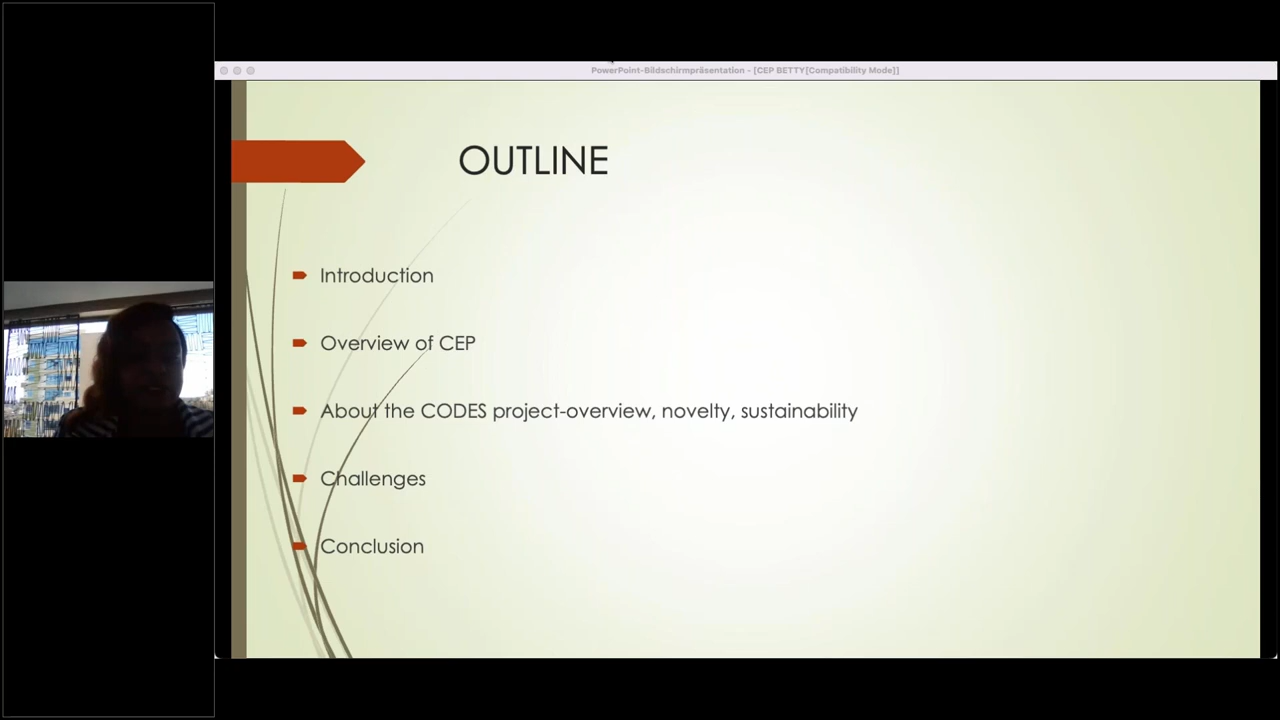 PowerPoint-Bildschirmpräsentation - [CEP BETTY[Compatibility Mode]]
OUTLINE
Introduction
Overview of CEP
About the CODES project-overview, novelty, sustainability
Challenges
Conclusion